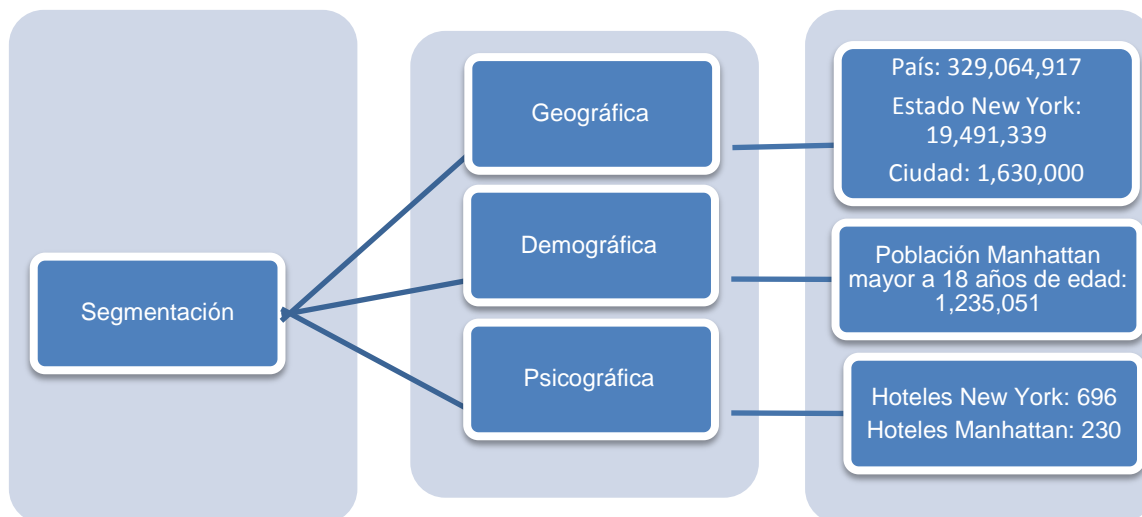 Segmentación
Geográfica
País: 329,064,917
Estado New York:
19,491,339
Ciudad: 1,630,000
Demográfica
Población Manhattan
mayor a 18 años de edad:
1,235,051
Psicográfica
Hoteles New York: 696
Hoteles Manhattan: 230